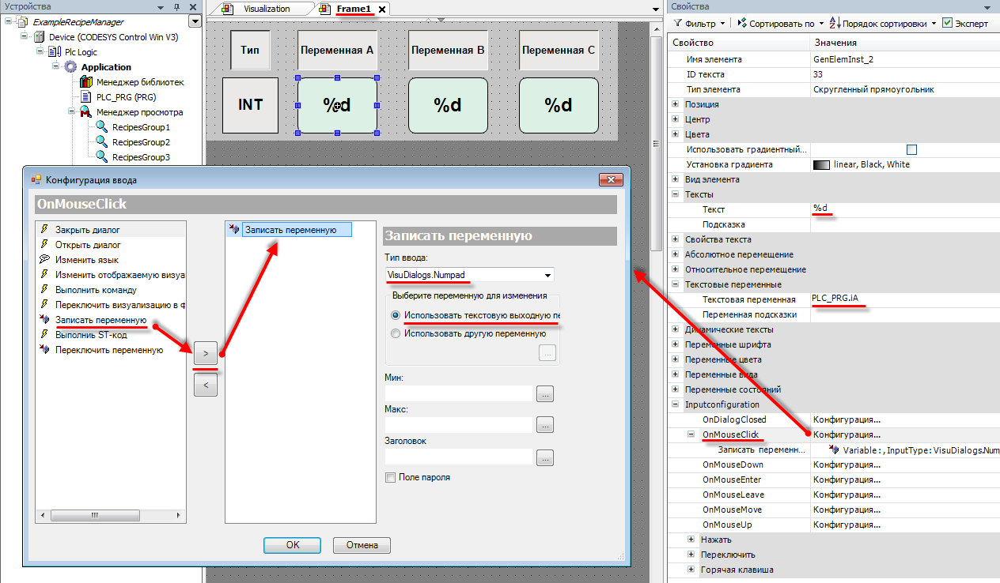 Устройства
ExampleRecipeManager
Device (CODESYS Control Win V3)
Plc Logic
Application
Менеджер библиотек
PLC_PRG (PRG)
Менеджер просмотра
RecipesGroup1
RecipesGroup2
RecipesGroup3
Visualization
Frame1
Тип
Переменная A
Переменная B
Переменная C
INT
%d
%d
%d
Конфигурация ввода
OnMouseClick
Закрыть диалог
Открыть диалог
Изменить язык
Изменить отображаемую визуа
Выполнить команду
Переключить визуализацию в ф
Записать переменную
Выполнить ST-код
Переключить переменную
>
<
Записать переменную
Записать переменную
Тип ввода:
VisuDialogs.Numpad
Выберите переменную для изменения
Использовать текстовую выходную пе
Использовать другую переменную
...
Мин:
...
Макс:
...
Заголовок
...
Поле пароля
OK
Отмена
Свойства
Фильтр
Сортировать по
Порядок сортировки
Эксперт
Свойство
Значения
Имя элемента
GenElemInst_2
ID текста
33
Тип элемента
Скругленный прямоугольник
Позиция
Центр
Цвета
Использовать градиентный...
Установка градиента
linear, Black, White
Вид элемента
Тексты
Текст
%d
Подсказка
Свойства текста
Абсолютное перемещение
Относительное перемещение
Текстовые переменные
Текстовая переменная
PLC_PRG.iA
Переменная подсказки
Динамические тексты
Переменные шрифта
Переменные цвета
Переменные вида
Переменные состояний
Inputconfiguration
OnDialogClosed
Конфигурация...
OnMouseClick
Конфигурация...
Записать переменн...
Variable : , InputType: VisuDialogs.Num
OnMouseDown
Конфигурация...
OnMouseEnter
Конфигурация...
OnMouseLeave
Конфигурация...
OnMouseMove
Конфигурация...
OnMouseUp
Конфигурация...
Нажать
Переключить
Горячая клавиша